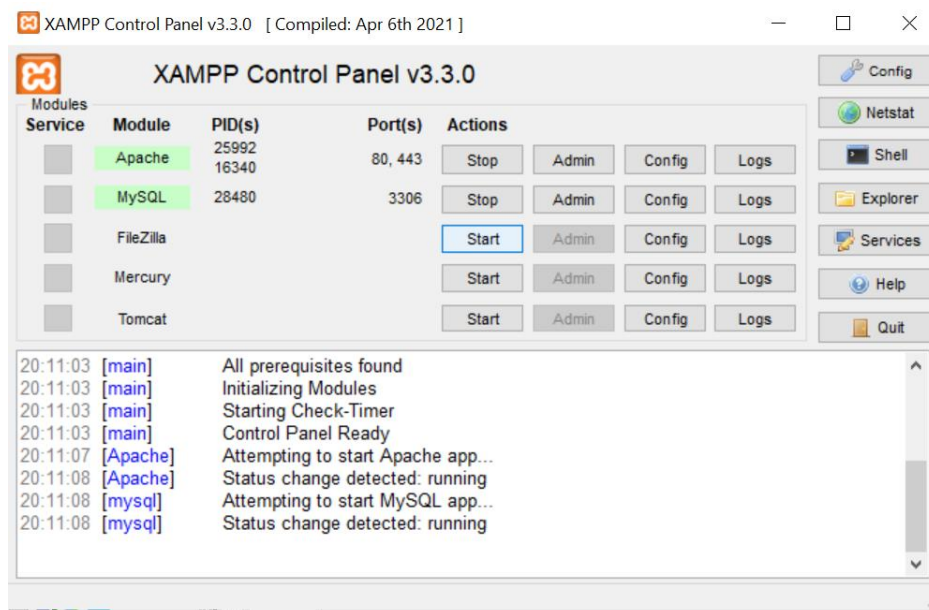 XAMPP Control Panel v3.3.0 [ Compiled: Apr 6th 2021 ]
XAMPP Control Panel v3.3.0
Config
Modules
Service Module PID(s) Port(s) Actions
Netstat
Apache 25992 16340 80, 443 Stop Admin Config Logs
Shell
MySQL 28480 3306 Stop Admin Config Logs
Explorer
FileZilla Start Admin Config Logs
Services
Mercury Start Admin Config Logs
Help
Tomcat Start Admin Config Logs
Quit
20:11:03 [main] All prerequisites found
20:11:03 [main] Initializing Modules
20:11:03 [main] Starting Check-Timer
20:11:03 [main] Control Panel Ready
20:11:07 [Apache] Attempting to start Apache app...
20:11:08 [Apache] Status change detected: running
20:11:08 [mysql] Attempting to start MySQL app...
20:11:08 [mysql] Status change detected: running